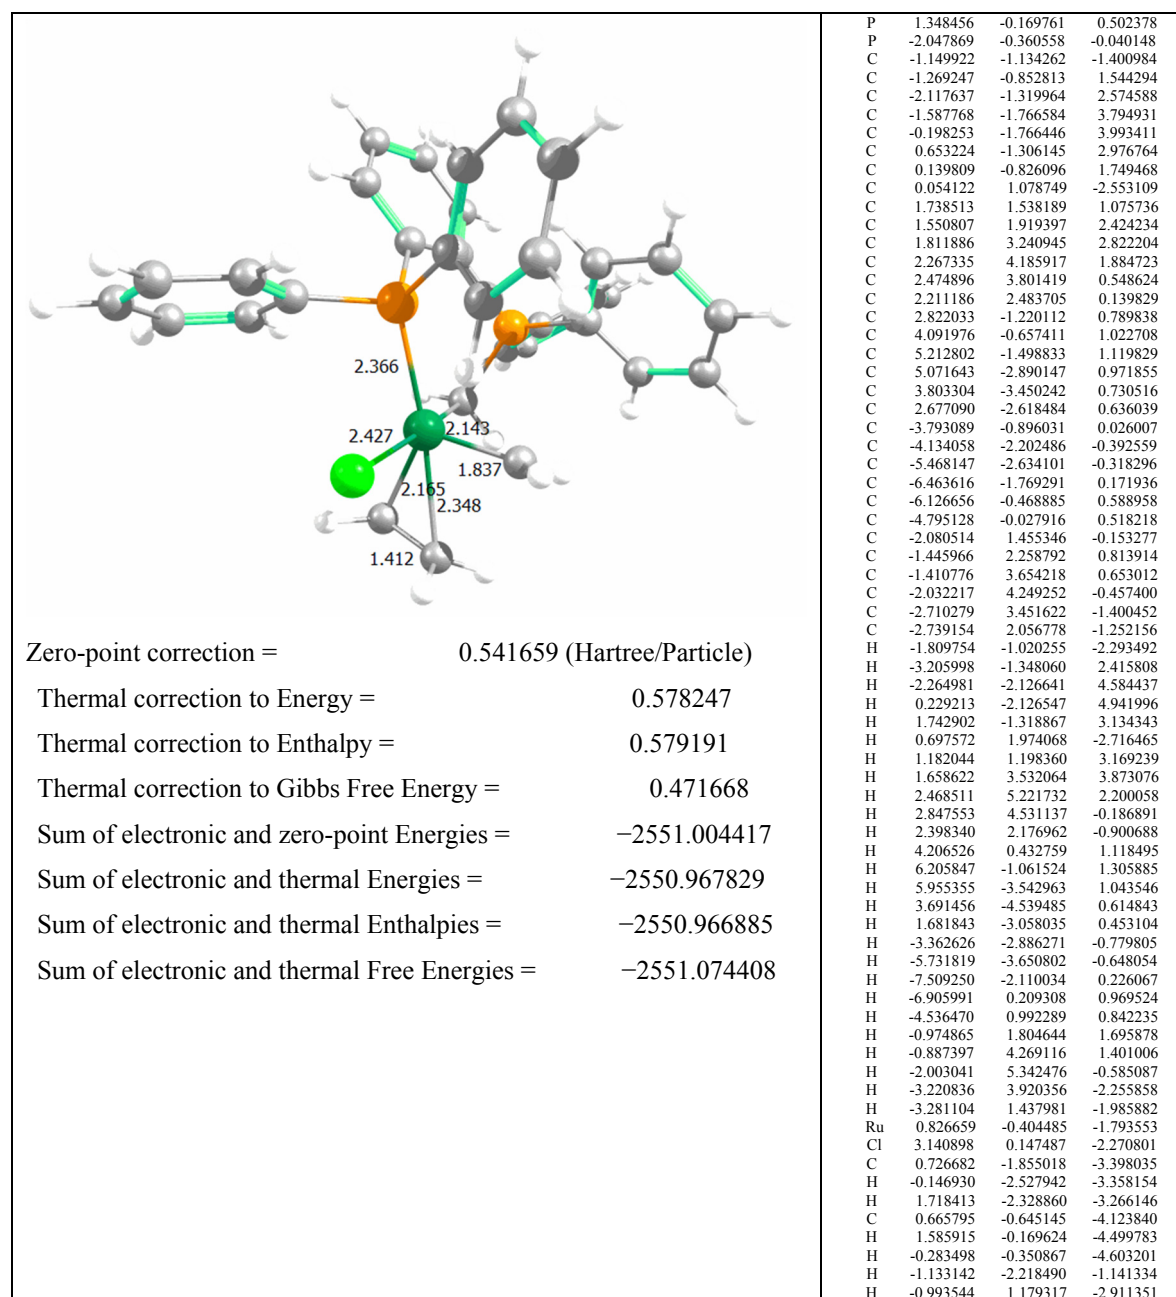 2.366
2.427
2.143
1.837
2.165
2.348
1.412
Zero-point correction = 0.541659 (Hartree/Particle)
Thermal correction to Energy = 0.578247
Thermal correction to Enthalpy = 0.579191
Thermal correction to Gibbs Free Energy = 0.471668
Sum of electronic and zero-point Energies = −2551.004417
Sum of electronic and thermal Energies = −2550.967829
Sum of electronic and thermal Enthalpies = −2550.966885
Sum of electronic and thermal Free Energies = −2551.074408
P 1.348456 -0.169761 0.502378
P -2.047869 -0.360558 -0.040148
C -1.149922 -1.134262 -1.400984
C -1.269247 -0.852813 1.544294
C -2.117637 -1.319964 2.574588
C -1.587768 -1.766584 3.794931
C -0.198253 -1.766446 3.993411
C 0.653224 -1.306145 2.976764
C 0.139809 -0.826096 1.749468
C 0.054122 1.078749 -2.553109
C 1.738513 1.538189 1.075736
C 1.550807 1.919397 2.424234
C 1.811886 3.240945 2.822204
C 2.267335 4.185917 1.884723
C 2.474896 3.801419 0.548624
C 2.211186 2.483705 0.139829
C 2.822033 -1.220112 0.789838
C 4.091976 -0.657411 1.022708
C 5.212802 -1.498833 1.119829
C 5.071643 -2.890147 0.971855
C 3.803304 -3.450242 0.730516
C 2.677090 -2.618484 0.636039
C -3.793089 -0.896031 0.026007
C -4.134058 -2.202486 -0.392559
C -5.468147 -2.634101 -0.318296
C -6.463616 -1.769291 0.171936
C -6.126656 -0.468885 0.588958
C -4.795128 -0.027916 0.518218
C -2.080514 1.455346 -0.153277
C -1.445966 2.258792 0.813914
C -1.410776 3.654218 0.653012
C -2.032217 4.249252 -0.457400
C -2.710279 3.451622 -1.400452
C -2.739154 2.056778 -1.252156
H -1.809754 -1.020255 -2.293492
H -3.205998 -1.348060 2.415808
H -2.264981 -2.126641 4.584437
H 0.229213 -2.126547 4.941996
H 1.742902 -1.318867 3.134343
H 0.697572 1.974068 -2.716465
H 1.182044 1.198360 3.169239
H 1.658622 3.532064 3.873076
H 2.468511 5.221732 2.200058
H 2.847553 4.531137 -0.186891
H 2.398340 2.176962 -0.900688
H 4.206526 0.432759 1.118495
H 6.205847 -1.061524 1.305885
H 5.955355 -3.542963 1.043546
H 3.691456 -4.539485 0.614843
H 1.681843 -3.058035 0.453104
H -3.362626 -2.886271 -0.779805
H -5.731819 -3.650802 -0.648054
H -7.509250 -2.110034 0.226067
H -6.905991 0.209308 0.969524
H -4.536470 0.992289 0.842235
H -0.974865 1.804644 1.695878
H -0.887397 4.269116 1.401006
H -2.003041 5.342476 -0.585087
H -3.220836 3.920356 -2.255858
H -3.281104 1.437981 -1.985882
Ru 0.826659 -0.404485 -1.793553
Cl 3.140898 0.147487 -2.270801
C 0.726682 -1.855018 -3.398035
H -0.146930 -2.527942 -3.358154
H 1.718413 -2.328860 -3.266146
C 0.665795 -0.645145 -4.123840
H 1.585915 -0.169624 -4.499783
H -0.283498 -0.350867 -4.603201
H -1.133142 -2.218490 -1.141334
H -0.993544 1.179317 -2.911351